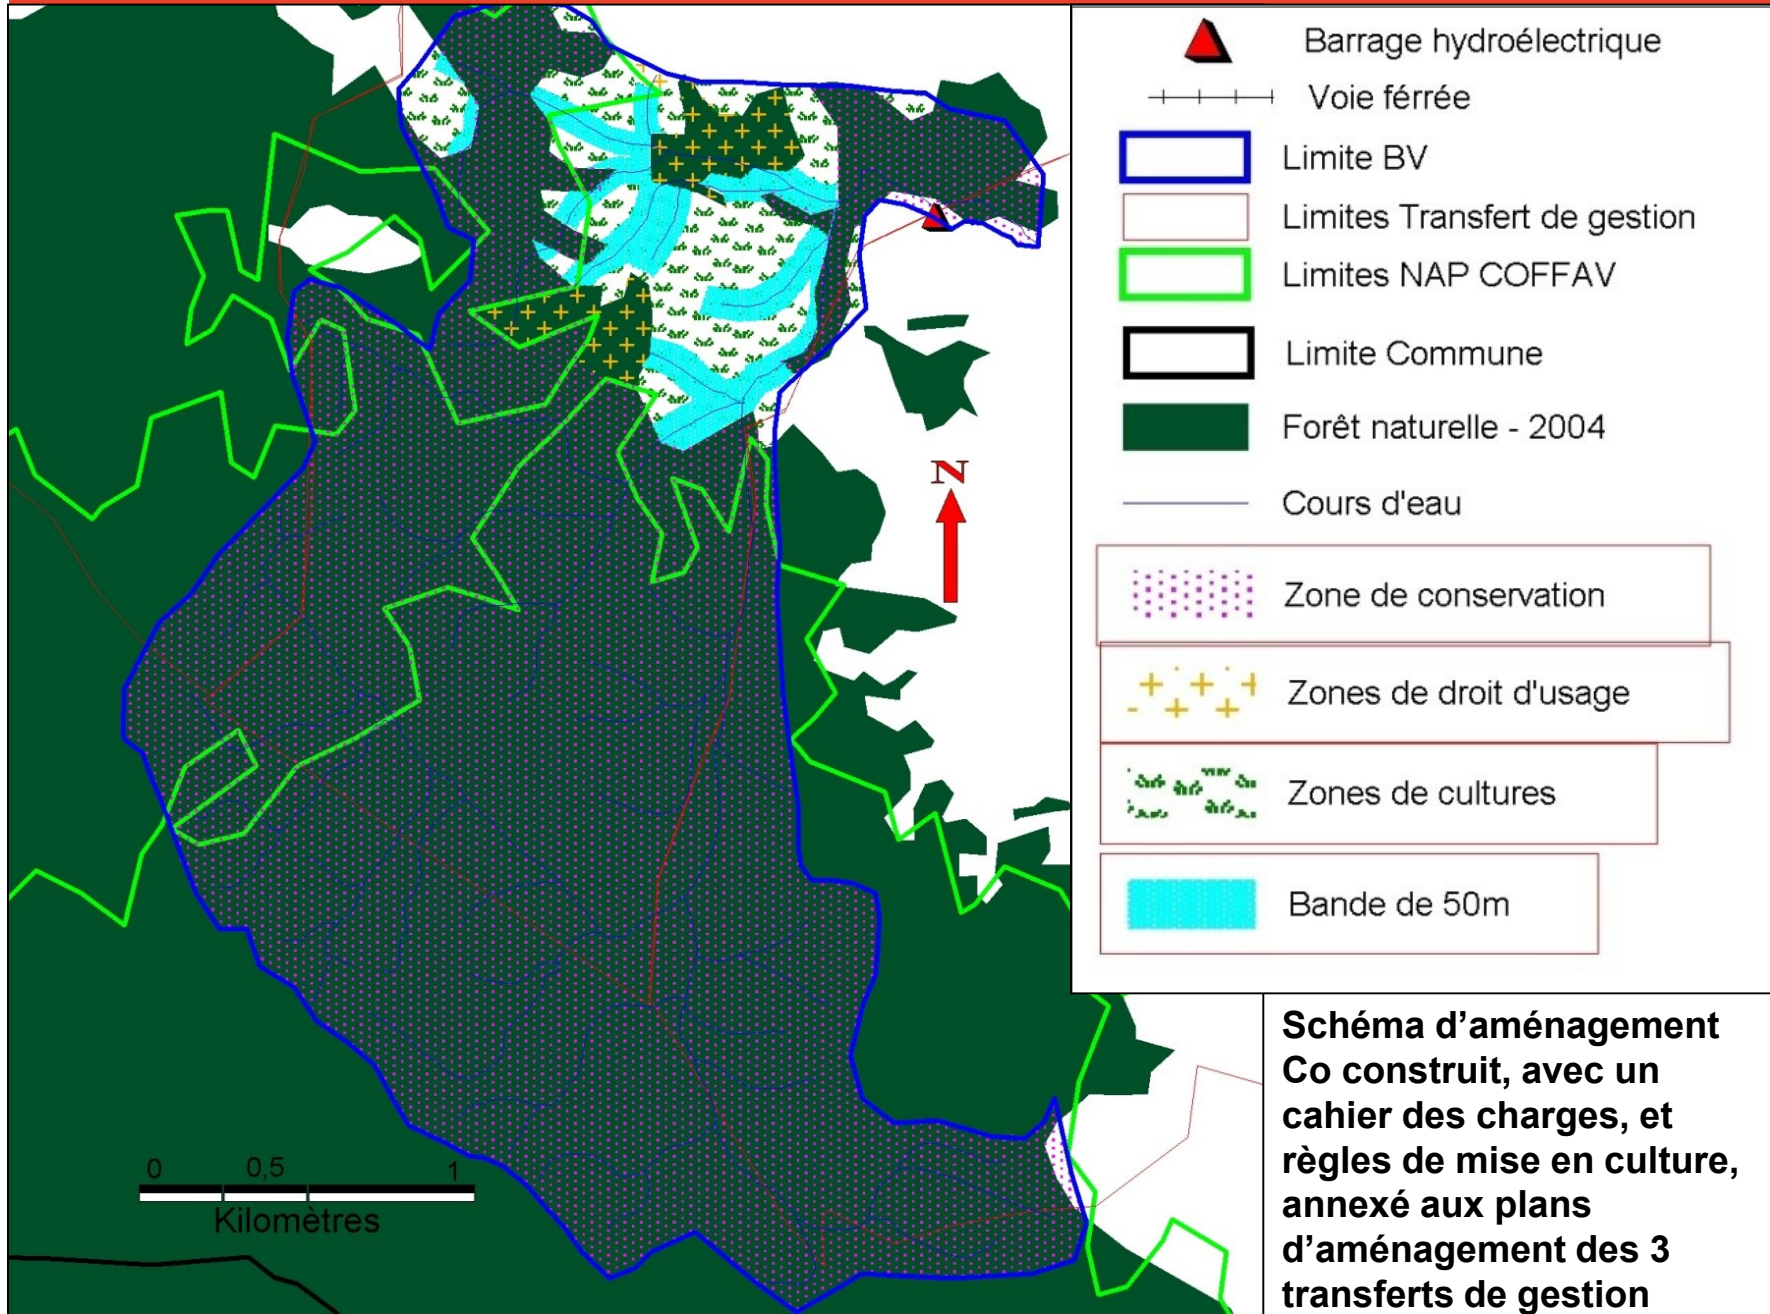 Barrage hydroélectrique
Voie férrée
Limite BV
Limites Transfert de gestion
Limites NAP COFFAV
Limite Commune
Forêt naturelle - 2004
Cours d'eau
Zone de conservation
Zones de droit d'usage
Zones de cultures
Bande de 50m
N
0 0,5 1
Kilomètres
Schéma d’aménagement
Co construit, avec un
cahier des charges, et
règles de mise en culture,
annexé aux plans
d’aménagement des 3
transferts de gestion